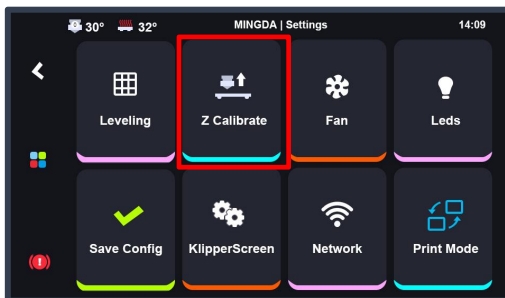 30° 32° MINGDA | Settings 14:09
Leveling Z Calibrate Fan Leds
Save Config KlipperScreen Network Print Mode